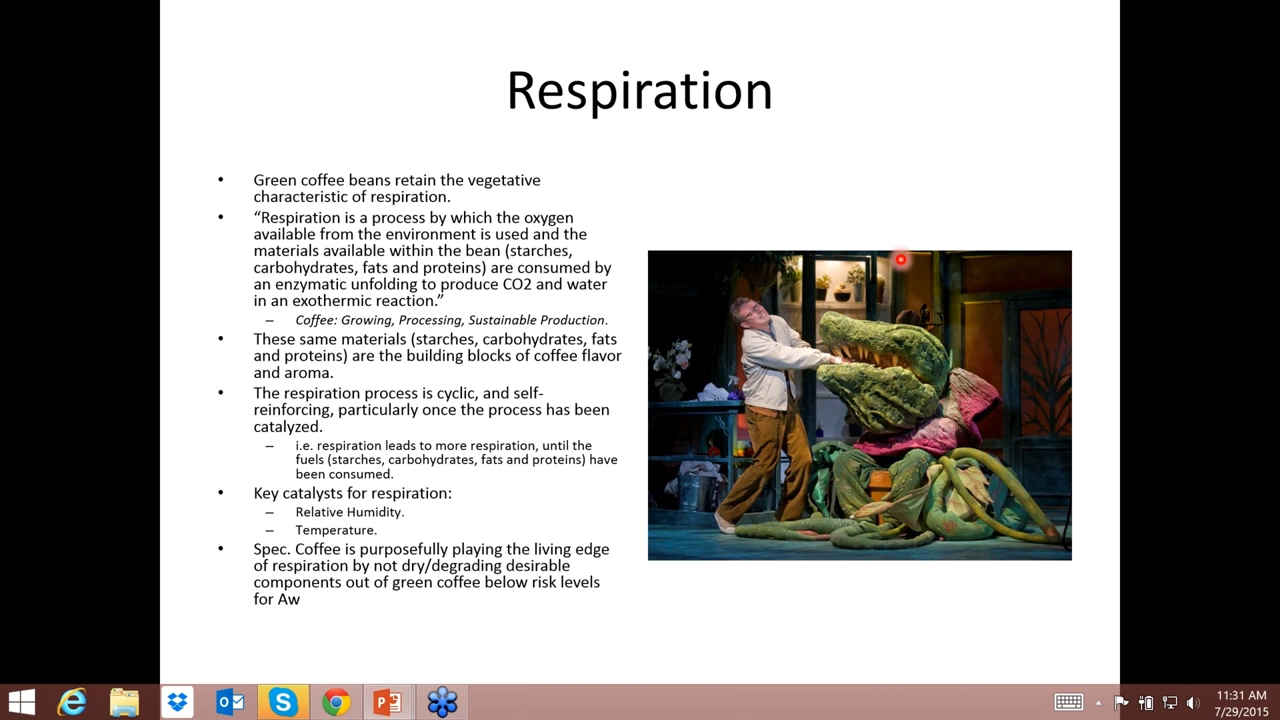 Respiration
• Green coffee beans retain the vegetative
characteristic of respiration.
• “Respiration is a process by which the oxygen
available from the environment is used and the
materials available within the bean (starches,
carbohydrates, fats and proteins) are consumed by
an enzymatic unfolding to produce CO2 and water
in an exothermic reaction.”
– Coffee: Growing, Processing, Sustainable Production.
• These same materials (starches, carbohydrates, fats
and proteins) are the building blocks of coffee flavor
and aroma.
• The respiration process is cyclic, and self-
reinforcing, particularly once the process has been
catalyzed.
– i.e. respiration leads to more respiration, until the
fuels (starches, carbohydrates, fats and proteins) have
been consumed.
• Key catalysts for respiration:
– Relative Humidity.
– Temperature.
• Spec. Coffee is purposefully playing the living edge
of respiration by not dry/degrading desirable
components out of green coffee below risk levels
for Aw
11:31 AM
7/29/2015